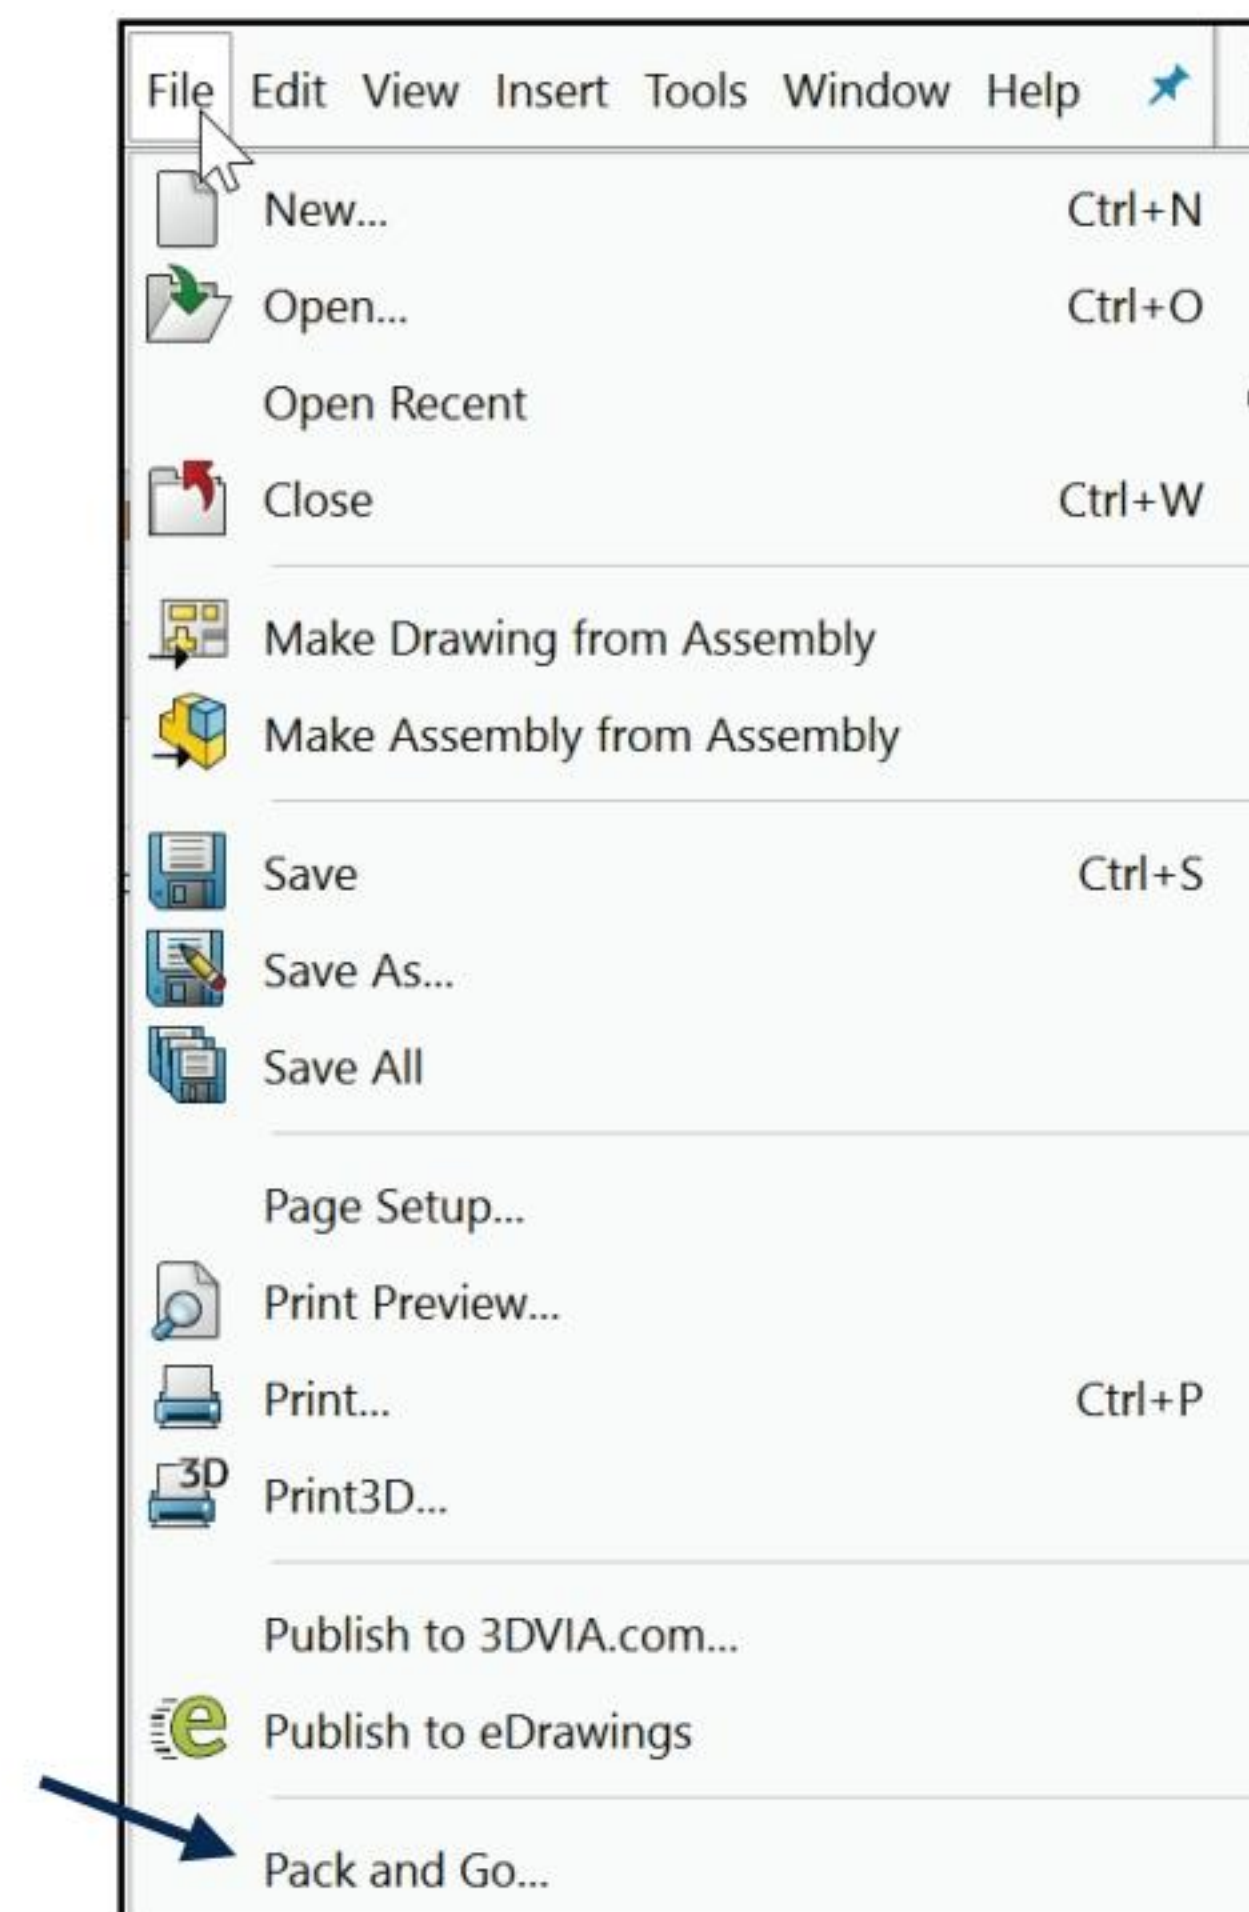 File Edit View Insert Tools Window Help
New... Ctrl+N
Open... Ctrl+O
Open Recent
Close Ctrl+W
Make Drawing from Assembly
Make Assembly from Assembly
Save Ctrl+S
Save As...
Save All
Page Setup...
Print Preview...
Print... Ctrl+P
3D
Print3D...
Publish to 3DVIA.com...
e Publish to eDrawings
Pack and Go...